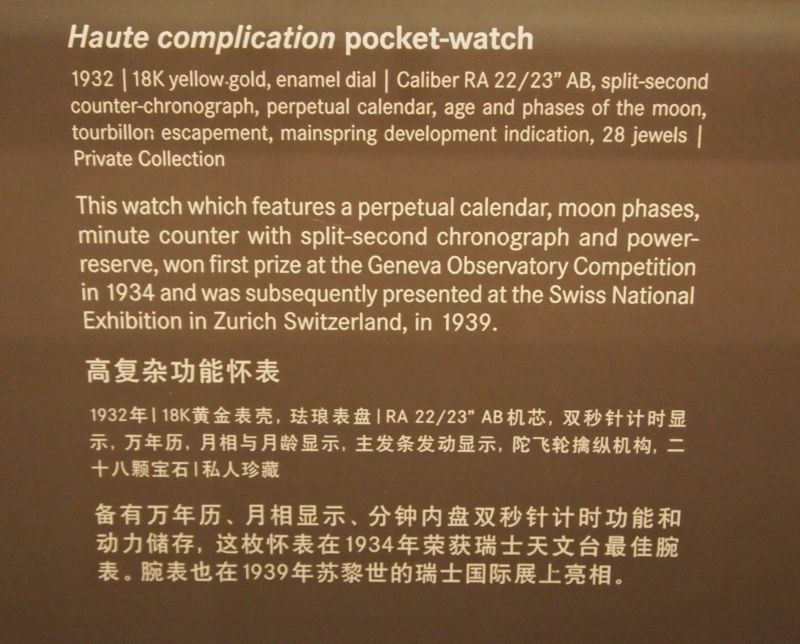 Haute complication pocket-watch
1932 | 18K yellow-gold, enamel dial | Caliber RA 22/23” AB, split-second
counter-chronograph, perpetual calendar, age and phases of the moon,
tourbillon escapement, mainspring development indication, 28 jewels |
Private Collection
This watch which features a perpetual calendar, moon phases,
minute counter with split-second chronograph and power-
reserve, won first prize at the Geneva Observatory Competition
in 1934 and was subsequently presented at the Swiss National
Exhibition in Zurich Switzerland, in 1939.
高复杂功能怀表
1932年 | 18K黄金表壳, 珐琅表盘 | RA 22/23” AB机芯, 双秒针计时显
示, 万年历, 月相与月龄显示, 主发条发动显示, 陀飞轮擒纵机构, 二
十八颗宝石 | 私人珍藏
备有万年历、月相显示、分钟内盘双秒针计时功能和
动力储存, 这枚怀表在1934年荣获瑞士天文台最佳腕
表。腕表也在1939年苏黎世的瑞士国际展上亮相。